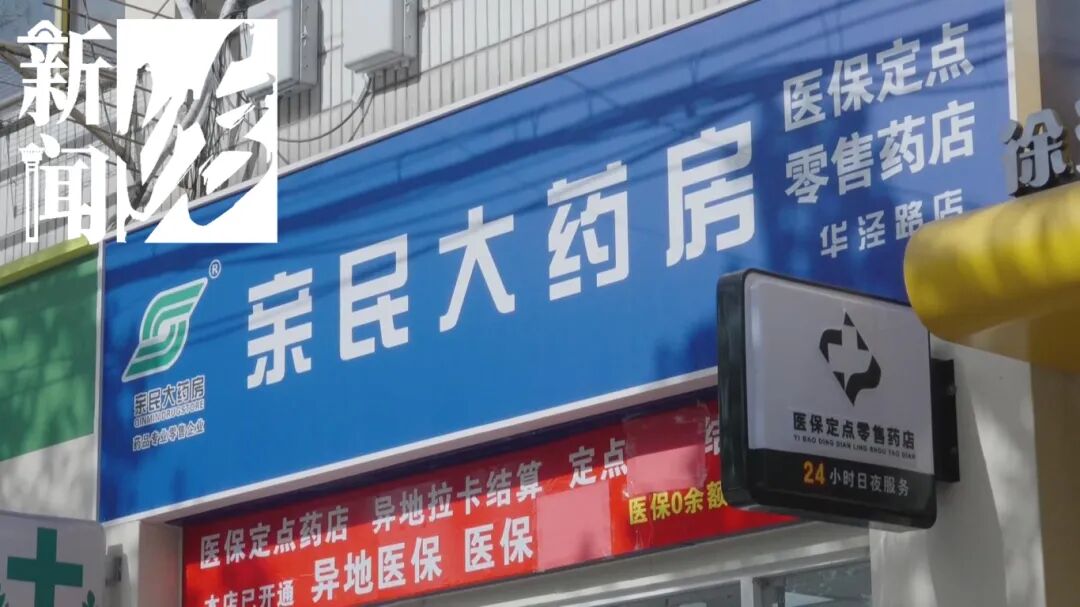 新闻
亲民大药房
医保定点
零售药店
华泾路店
®
亲民大药房
QINMIN DRUGSTORE
药品专业零售企业
徐
医保定点零售药店
YI BAO DING DIAN LING SHOU YAO DIAN
24小时日夜服务
医保定点药店 异地拉卡结算 定点
医保0余额
本店已开通 异地医保 医保